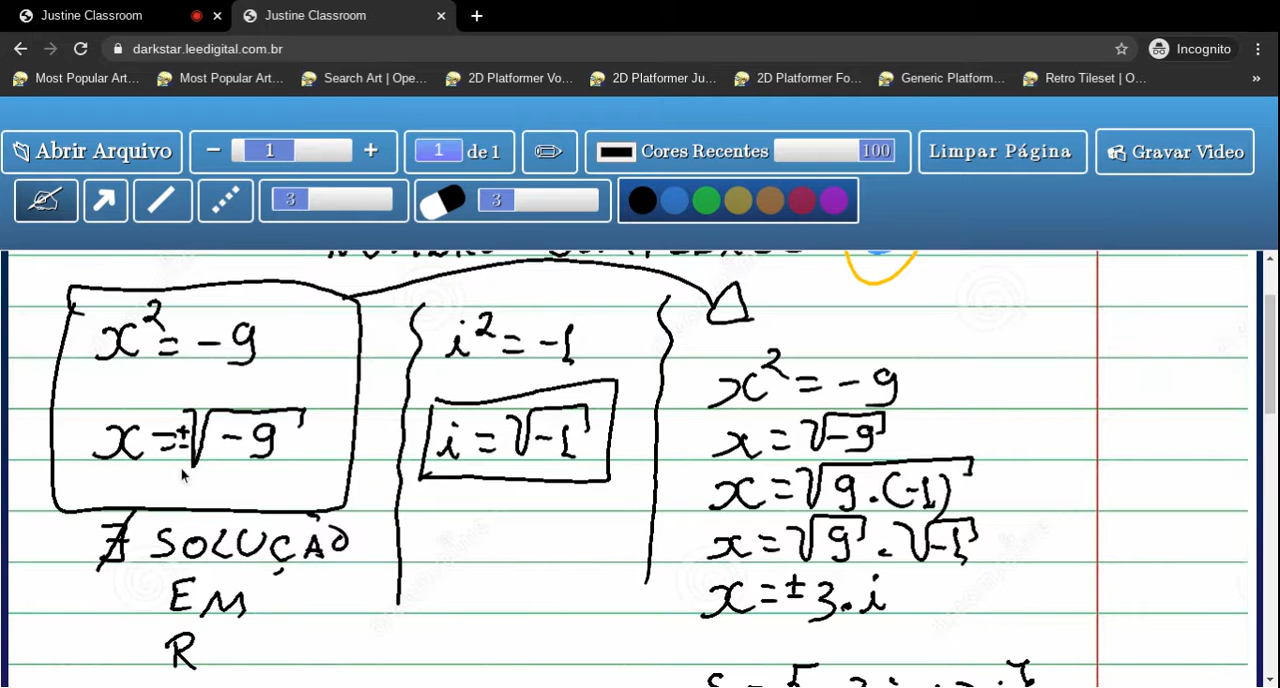 Justine Classroom
Justine Classroom
darkstar.leedigital.com.br
Incognito
Most Popular Art...
Most Popular Art...
Search Art | Ope...
2D Platformer Vo...
2D Platformer Ju...
2D Platformer Fo...
Generic Platform...
Retro Tileset | O...
»
Abrir Arquivo
− 1 +
1 de 1
Cores Recentes 100
Limpar Página
Gravar Video
3
3
x² = -9
x = ±√-9
∄ SOLUÇÃO
EM
R
i² = -1
i = √-1
x² = -9
x = √-9
x = √9.(-1)
x = √9 . √-1
x = ±3.i